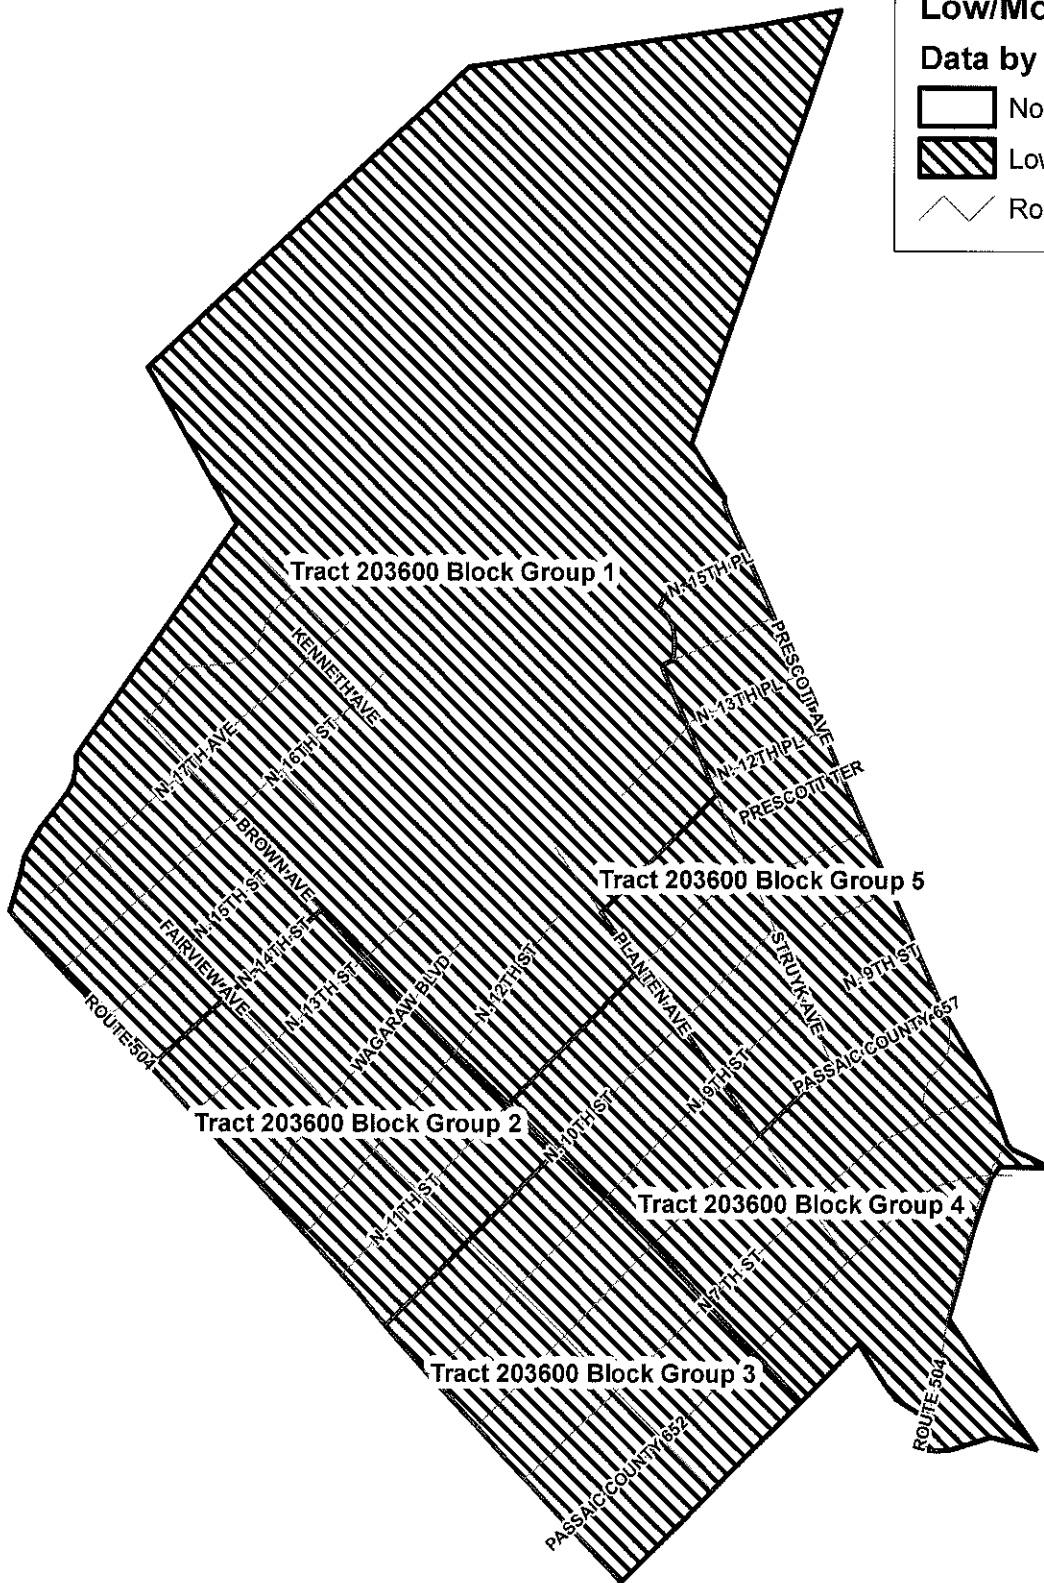 Low/Mo
Data by
No
Low
Ro
Tract 203600 Block Group 1
N. 15TH PL
KENNETH AVE
PRESCOTT AVE
N. 13TH PL
N. 17TH AVE
N. 16TH ST
N. 12TH PL
PRESCOTT TER
BROWN AVE
Tract 203600 Block Group 5
N. 15TH ST
FAIRVIEW AVE
N. 14TH ST
N. 13TH ST
WAGARAW BLVD
N. 12TH ST
PLANTEN AVE
STRUYK AVE
N. 9TH ST
ROUTE 504
PASSAIC COUNTY 657
N. 9TH ST
Tract 203600 Block Group 2
N. 10TH ST
N. 11TH ST
Tract 203600 Block Group 4
N 7TH ST
Tract 203600 Block Group 3
ROUTE 504
PASSAIC COUNTY 652